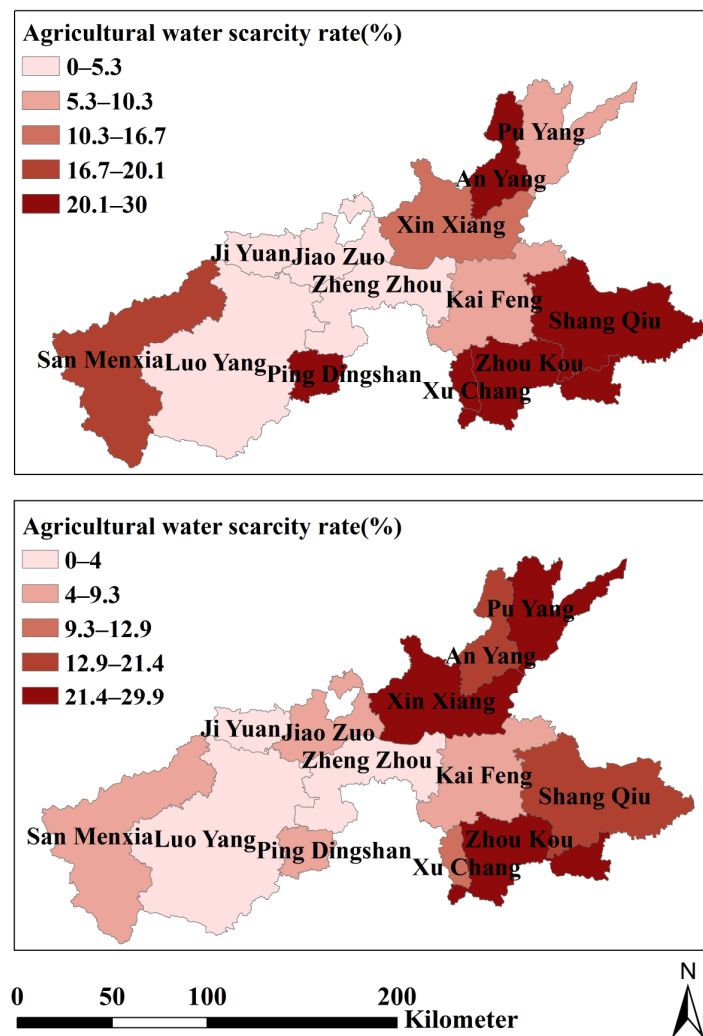 Agricultural water scarcity rate(%)
0–5.3
5.3–10.3
10.3–16.7
16.7–20.1
20.1–30
Pu Yang
An Yang
Xin Xiang
Ji Yuan
Jiao Zuo
Zheng Zhou
Kai Feng
Shang Qiu
San Menxia
Luo Yang
Ping Dingshan
Zhou Kou
Xu Chang
Agricultural water scarcity rate(%)
0–4
4–9.3
9.3–12.9
12.9–21.4
21.4–29.9
Pu Yang
An Yang
Xin Xiang
Ji Yuan
Jiao Zuo
Zheng Zhou
Kai Feng
Shang Qiu
San Menxia
Luo Yang
Ping Dingshan
Zhou Kou
Xu Chang
0 50 100 200
Kilometer
N